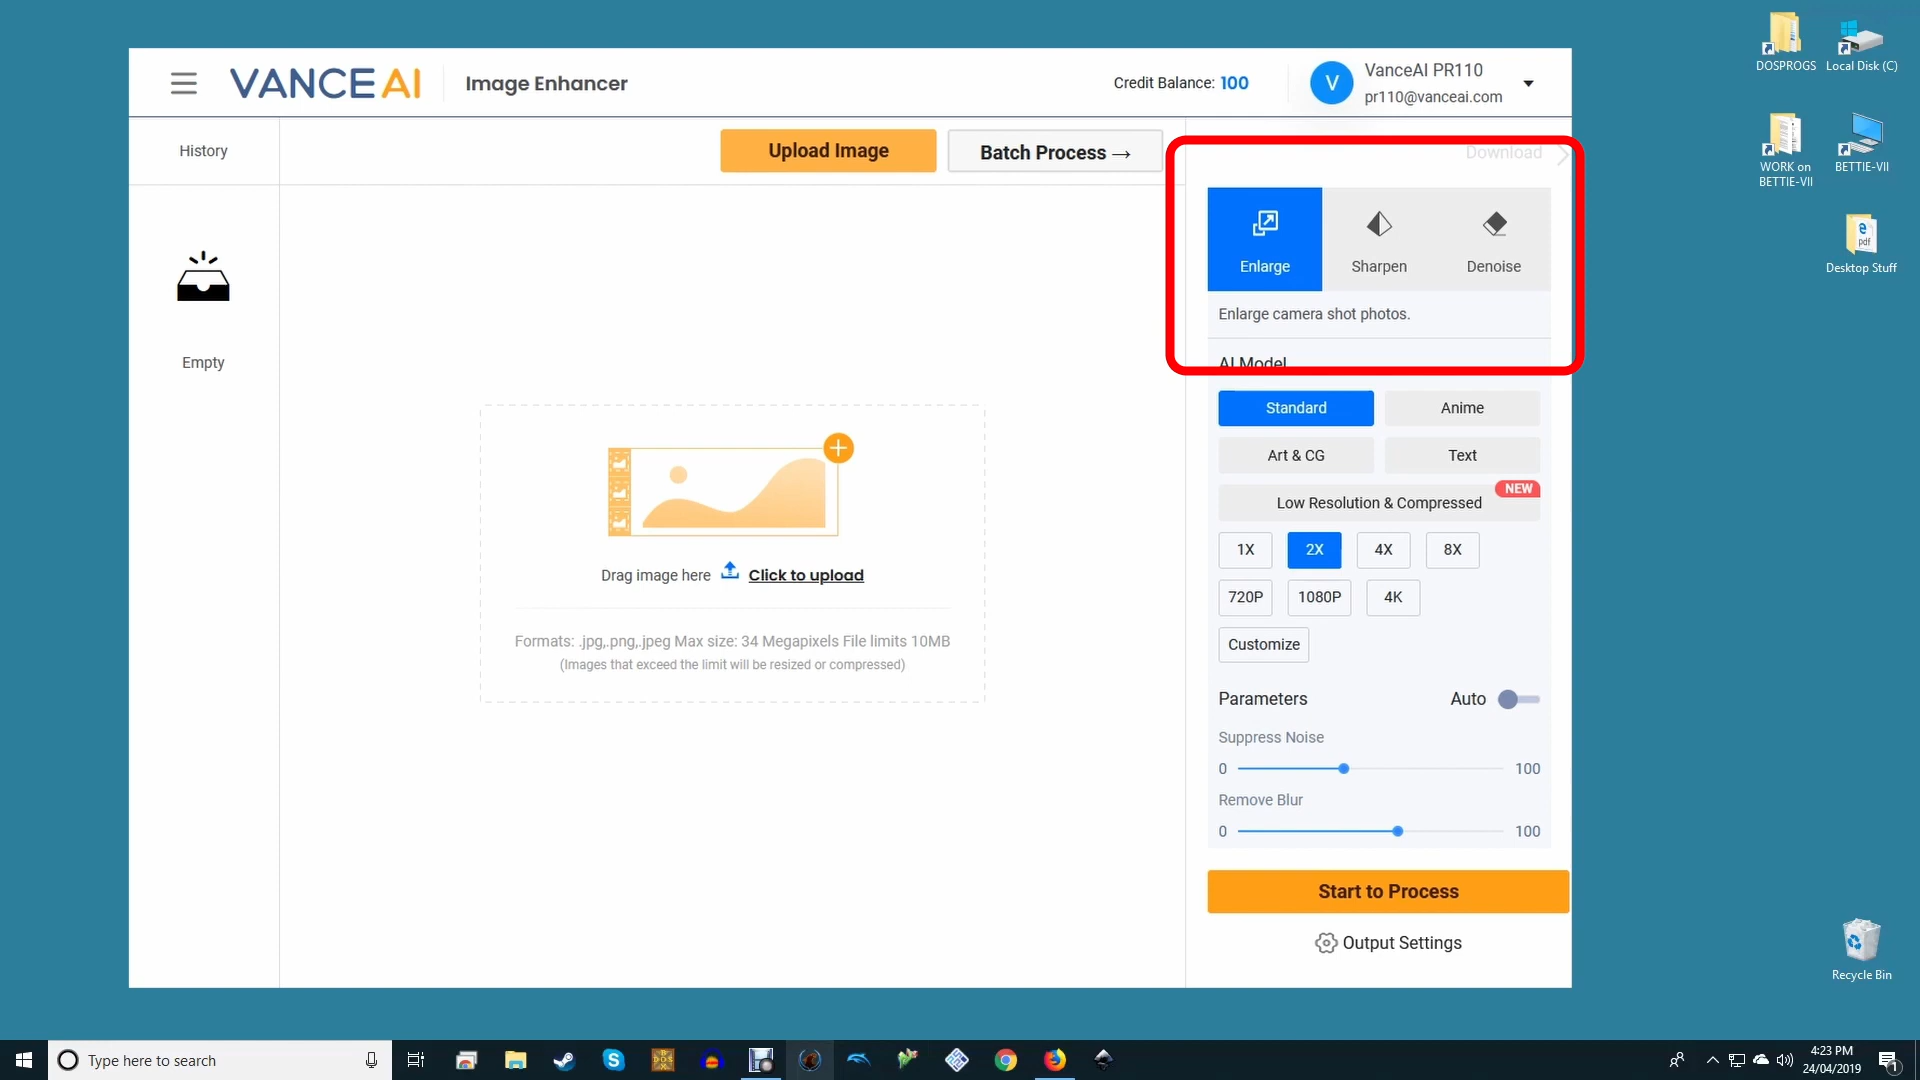 VANCE AI
Image Enhancer
Credit Balance: 100
V
VanceAI PR110
pr110@vanceai.com
History
Upload Image
Batch Process →
Download
Empty
Enlarge
Sharpen
Denoise
Enlarge camera shot photos.
AI Model
Standard
Anime
Art & CG
Text
NEW
Low Resolution & Compressed
1X
2X
4X
8X
720P
1080P
4K
Customize
Drag image here
Click to upload
Formats: .jpg,.png,.jpeg Max size: 34 Megapixels File limits 10MB
(Images that exceed the limit will be resized or compressed)
Parameters
Auto
Suppress Noise
0
100
Remove Blur
0
100
Start to Process
Output Settings
DOSPROGS
Local Disk (C)
WORK on
BETTIE-VII
BETTIE-VII
pdf
Desktop Stuff
Recycle Bin
Type here to search
4:23 PM
24/04/2019
1